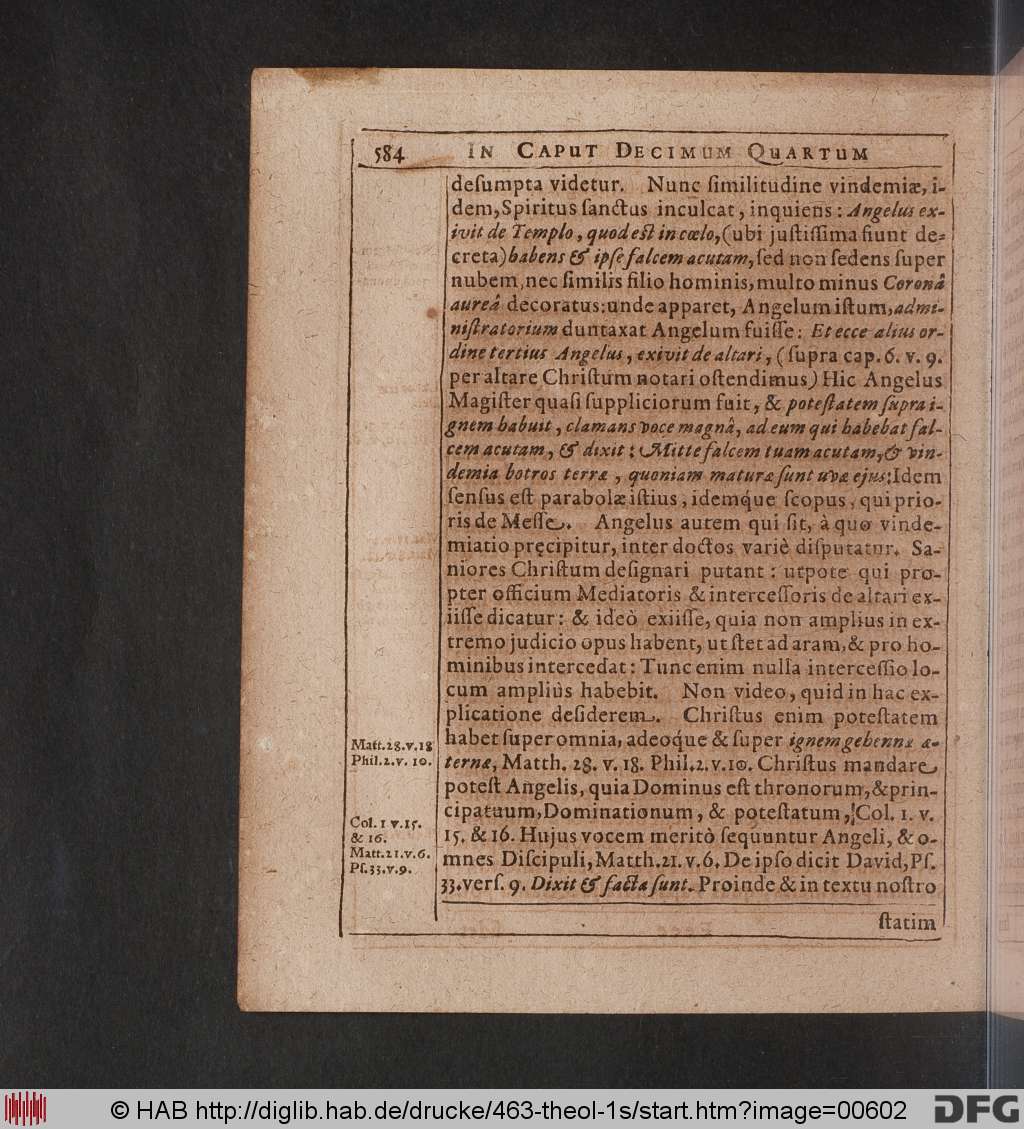 584 IN CAPUT DECIMUM QUARTUM
deſumpta videtur. Nunc ſimilitudine vindemiæ, i-
dem, Spiritus ſanctus inculcat, inquiens: Angelus ex-
ivit de Templo, quod eſt in cœlo, (ubi juſtiſſima fiunt de-
creta) habens & ipſe falcem acutam, ſed non ſedens ſuper
nubem, nec ſimilis filio hominis, multo minus Coronâ
aureâ decoratus: unde apparet, Angelum iſtum, admi-
niſtratorium duntaxat Angelum fuiſſe: Et ecce alius or-
dine tertius Angelus, exivit de altari, (ſupra cap. 6. v. 9.
per altare Chriſtum notari oſtendimus) Hic Angelus
Magiſter quaſi ſuppliciorum fuit, & poteſtatem ſupra i-
gnem habuit, clamans voce magnâ, ad eum qui habebat fal-
cem acutam, & dixit: Mitte falcem tuam acutam, & vin-
demia botros terræ, quoniam maturæ ſunt uvæ ejus: Idem
ſenſus eſt parabolæ iſtius, idemq́ue ſcopus, qui prio-
ris de Meſſe. Angelus autem qui ſit, à quo vinde-
miatio pręcipitur, inter doctos variè diſputatur. Sa-
niores Chriſtum deſignari putant: utpote qui pro-
pter officium Mediatoris & interceſſoris de altari ex-
iiſſe dicatur: & ideò exiiſſe, quia non amplius in ex-
tremo judicio opus habent, ut ſtet ad aram, & pro ho-
minibus intercedat: Tunc enim nulla interceſſio lo-
cum ampliùs habebit. Non video, quid in hac ex-
plicatione deſiderem. Chriſtus enim poteſtatem
habet ſuper omnia, adeoq́ue & ſuper ignem gehennæ æ-
ternæ, Matth. 28. v. 18. Phil. 2. v. 10. Chriſtus mandare
poteſt Angelis, quia Dominus eſt thronorum, & prin-
cipatuum, Dominationum, & poteſtatum, Col. 1. v.
15. & 16. Hujus vocem meritò ſequuntur Angeli, & o-
mnes Diſcipuli, Matth. 21. v. 6. De ipſo dicit David, Pſ.
33. verſ. 9. Dixit & facta ſunt. Proinde & in textu noſtro
ſtatim
Matt. 28. v. 18
Phil. 2. v. 10.
Col. 1 v. 15.
& 16.
Matt. 21. v. 6.
Pſ. 33. v. 9.
© HAB http://diglib.hab.de/drucke/463-theol-1s/start.htm?image=00602
DFG